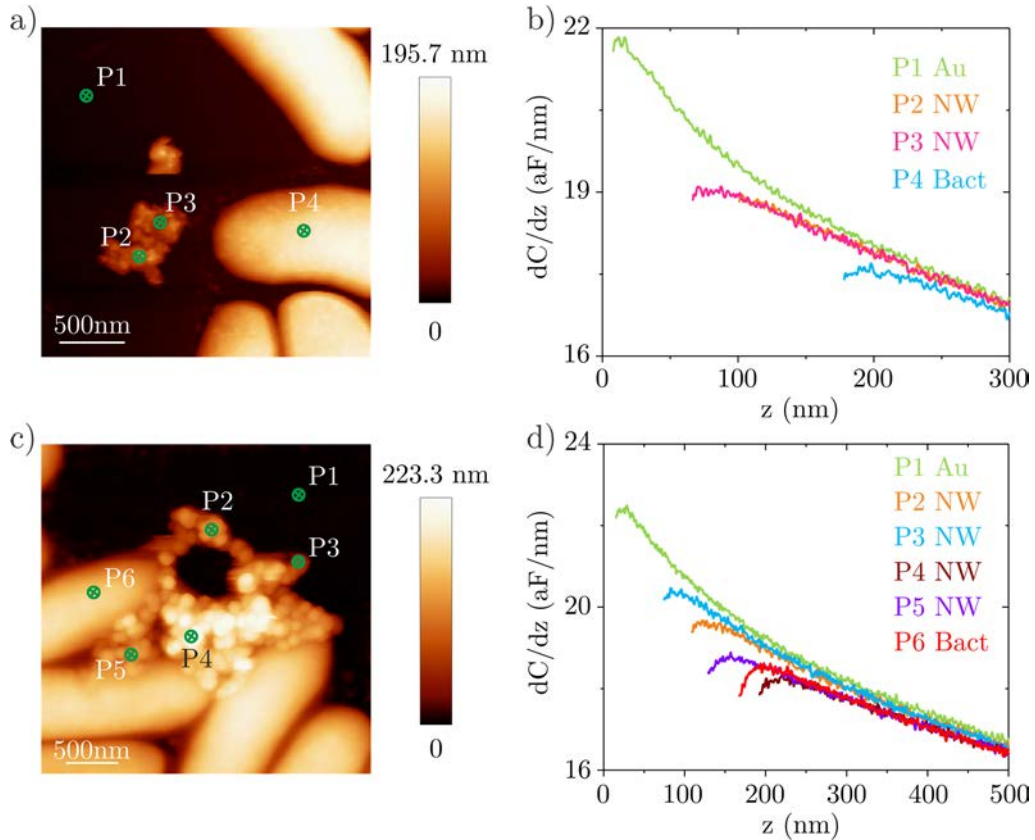 a)
P1
P3
P4
P2
500nm
195.7 nm
0
b)
22
19
16
dC/dz (aF/nm)
P1 Au
P2 NW
P3 NW
P4 Bact
0 100 200 300
z (nm)
c)
P1
P2
P3
P6
P5
P4
500nm
223.3 nm
0
d)
24
20
16
dC/dz (aF/nm)
P1 Au
P2 NW
P3 NW
P4 NW
P5 NW
P6 Bact
0 100 200 300 400 500
z (nm)